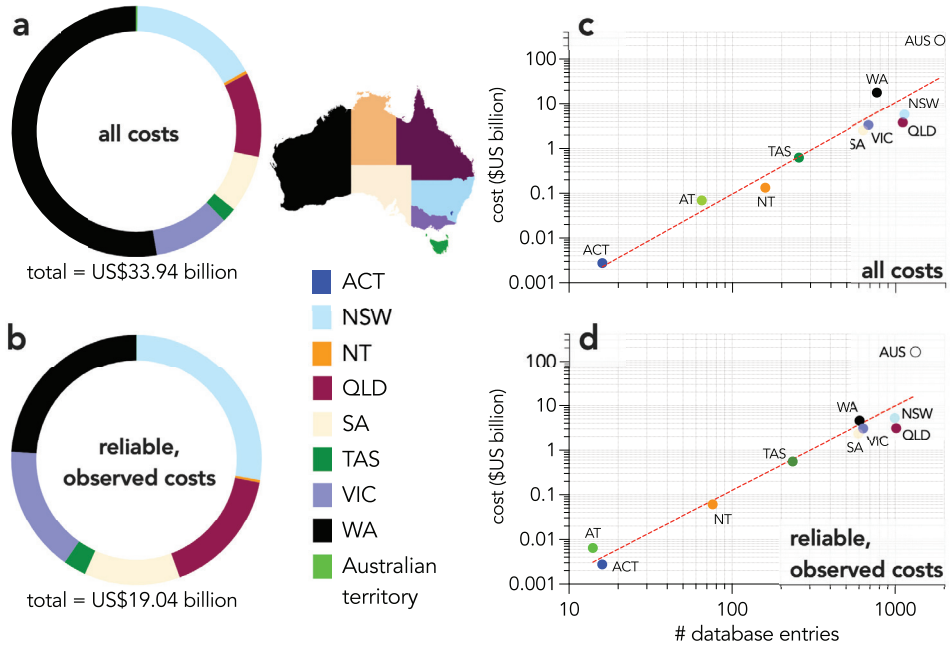 a
all costs
total = US$33.94 billion
b
reliable,
observed costs
total = US$19.04 billion
ACT
NSW
NT
QLD
SA
TAS
VIC
WA
Australian
territory
c
cost ($US billion)
100
10
1
0.1
0.01
0.001
AUS
WA
NSW
QLD
VIC
SA
TAS
NT
AT
ACT
all costs
d
cost ($US billion)
100
10
1
0.1
0.01
0.001
AUS
WA
NSW
QLD
VIC
SA
TAS
NT
AT
ACT
reliable,
observed costs
10
100
1000
# database entries